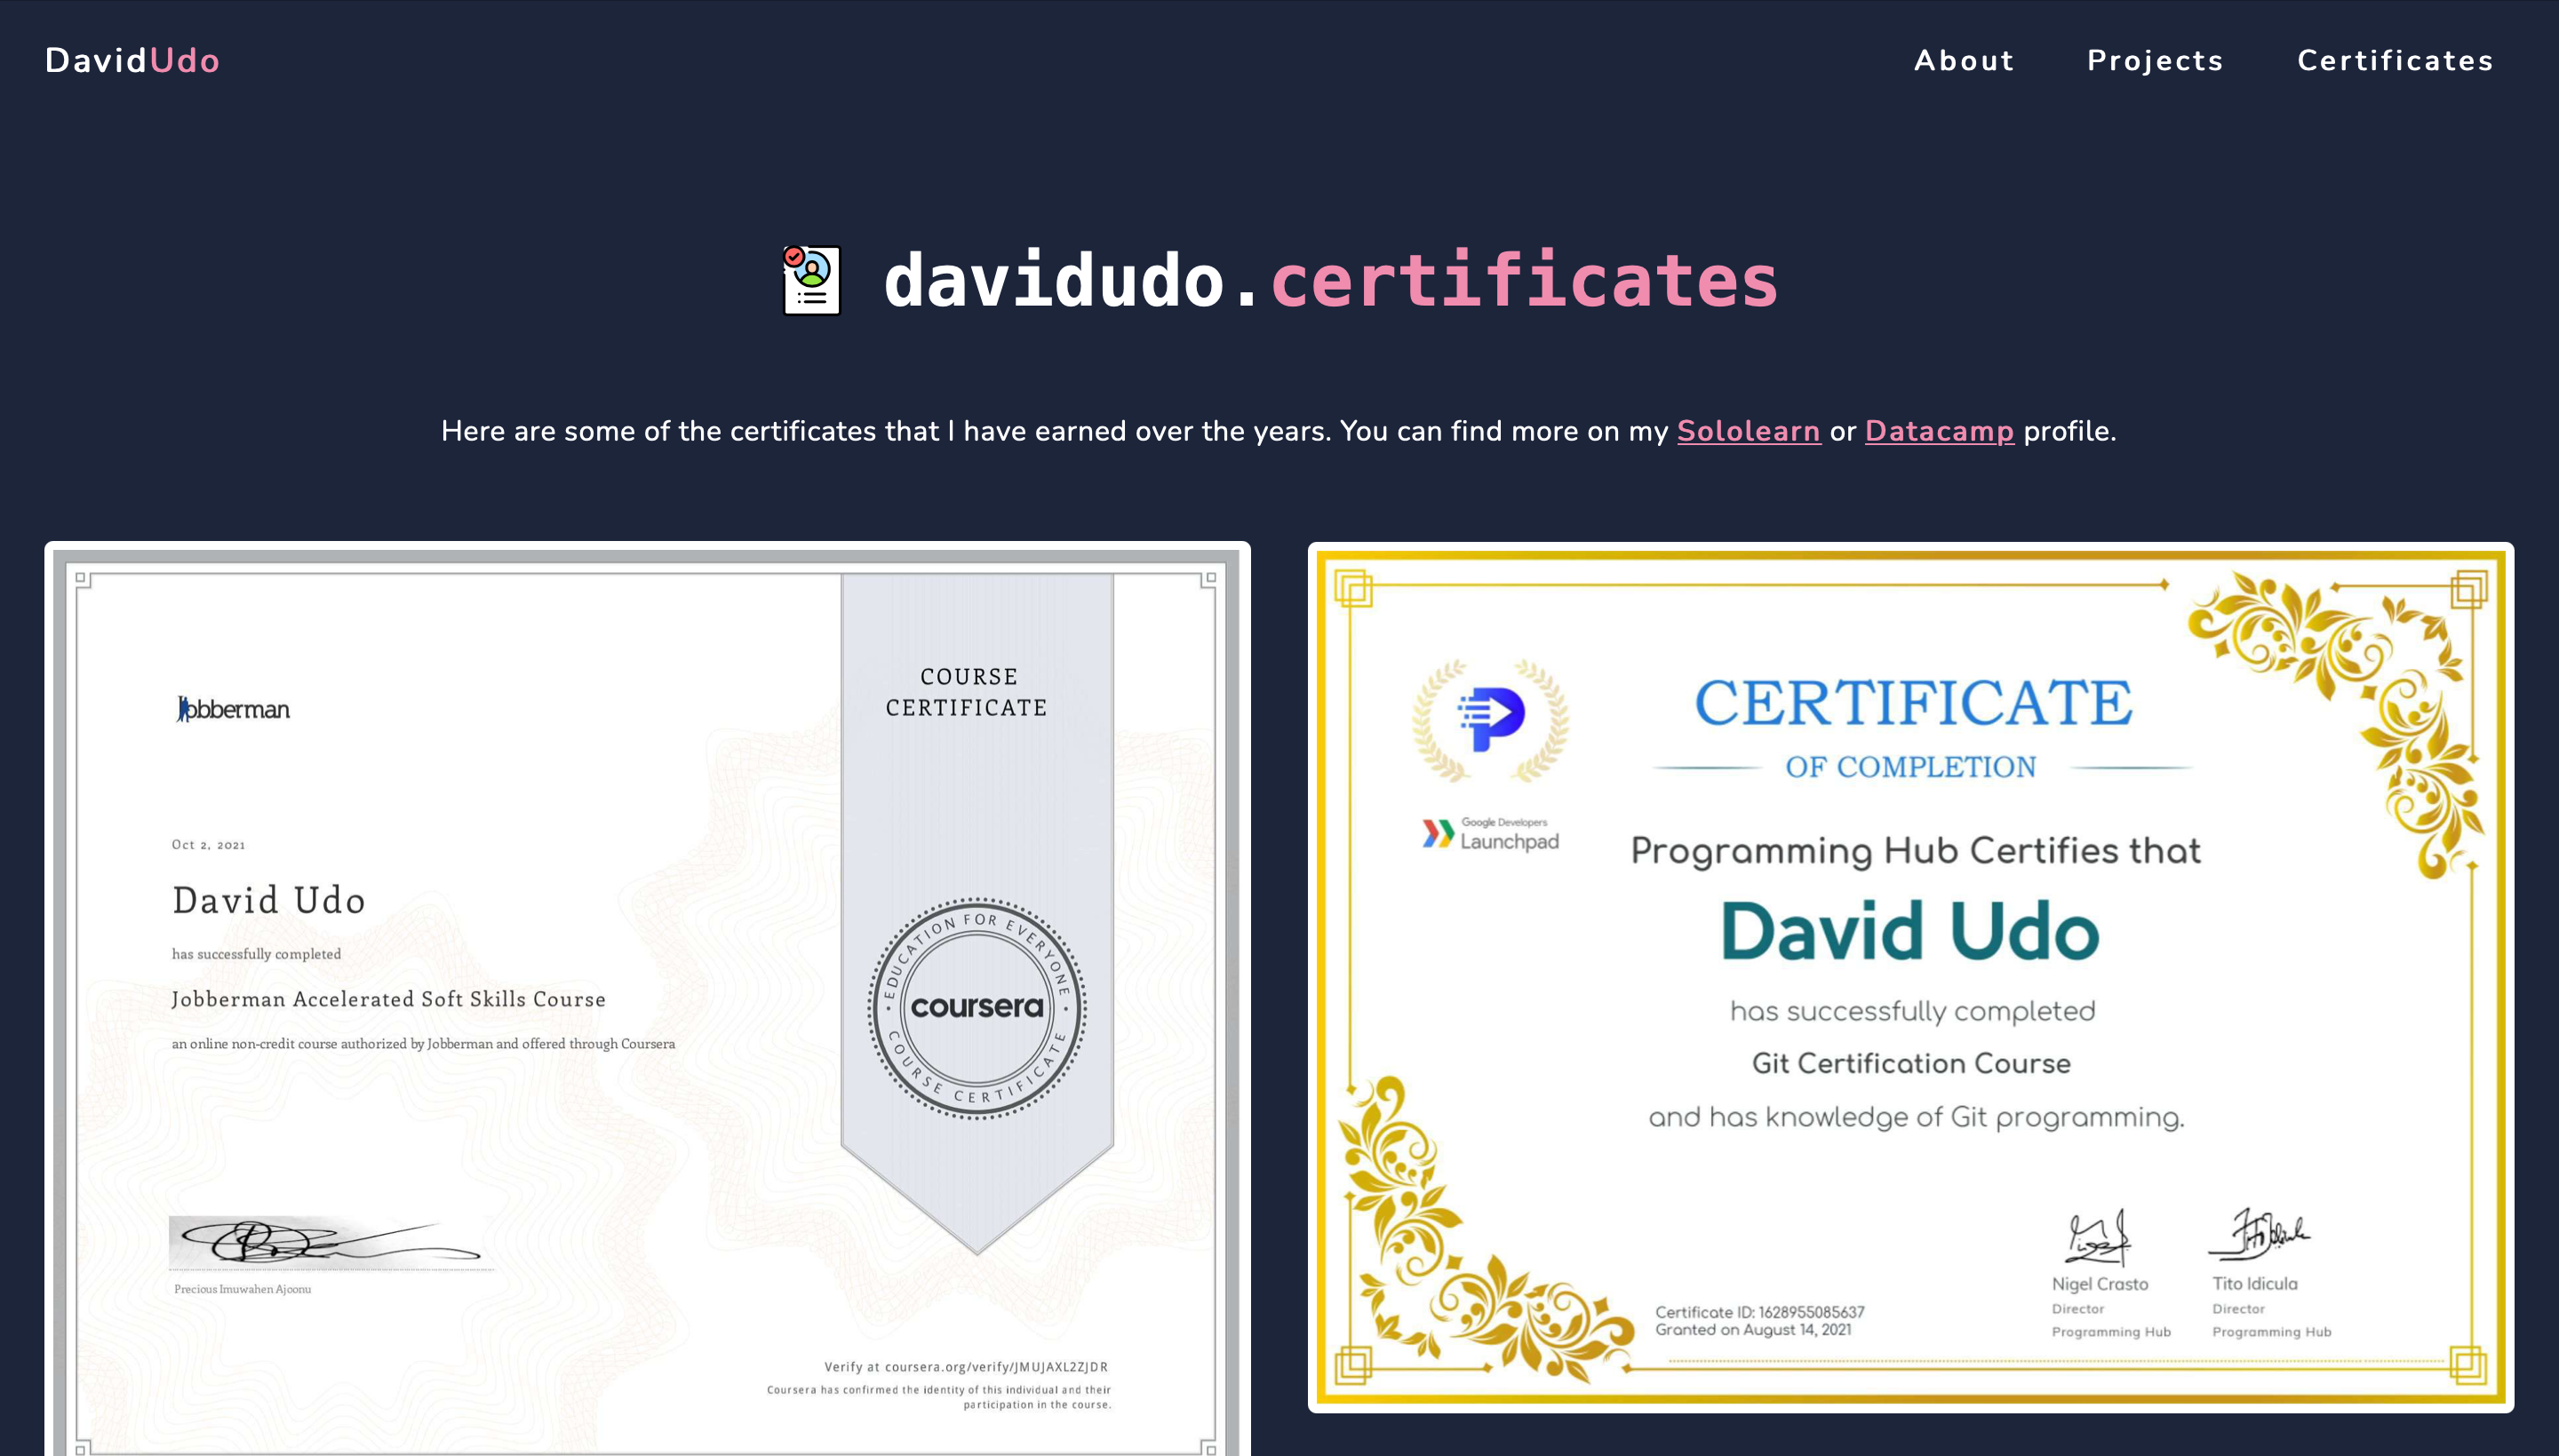 DavidUdo
About Projects Certificates
davidudo.certificates
Here are some of the certificates that I have earned over the years. You can find more on my Sololearn or Datacamp profile.
Jobberman
COURSE
CERTIFICATE
Oct 2, 2021
David Udo
has successfully completed
Jobberman Accelerated Soft Skills Course
an online non-credit course authorized by Jobberman and offered through Coursera
EDUCATION FOR EVERYONE
coursera
COURSE CERTIFICATE
Precious Imuwahen Ajoonu
Verify at coursera.org/verify/JMUJAXL2ZJDR
Coursera has confirmed the identity of this individual and their
participation in the course.
CERTIFICATE
OF COMPLETION
Google Developers
Launchpad
Programming Hub Certifies that
David Udo
has successfully completed
Git Certification Course
and has knowledge of Git programming.
Nigel Crasto
Director
Programming Hub
Tito Idicula
Director
Programming Hub
Certificate ID: 1628955085637
Granted on August 14, 2021